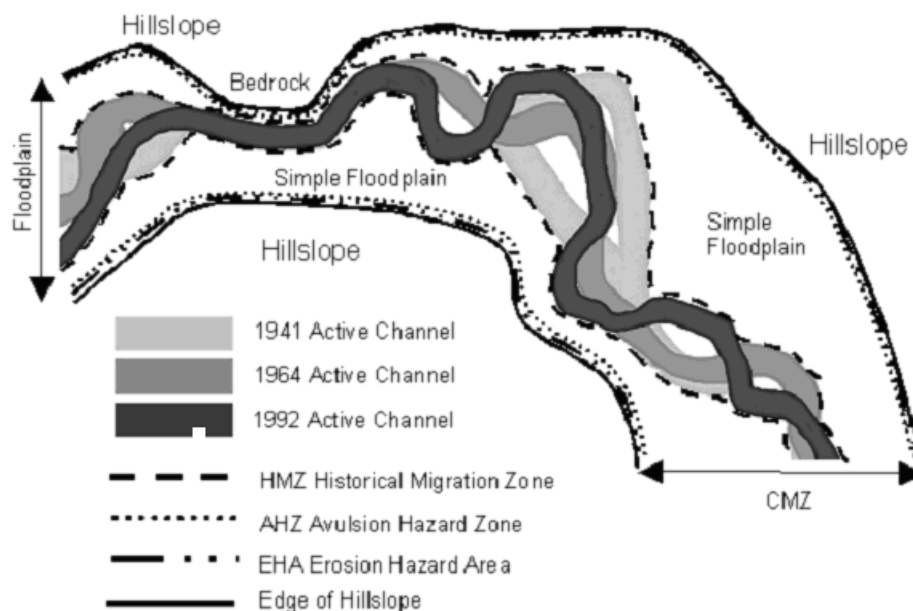 Hillslope
Bedrock
Floodplain
Hillslope
Simple Floodplain
Simple
Floodplain
Hillslope
1941 Active Channel
1964 Active Channel
1992 Active Channel
HMZ Historical Migration Zone
CMZ
AHZ Avulsion Hazard Zone
EHA Erosion Hazard Area
Edge of Hillslope